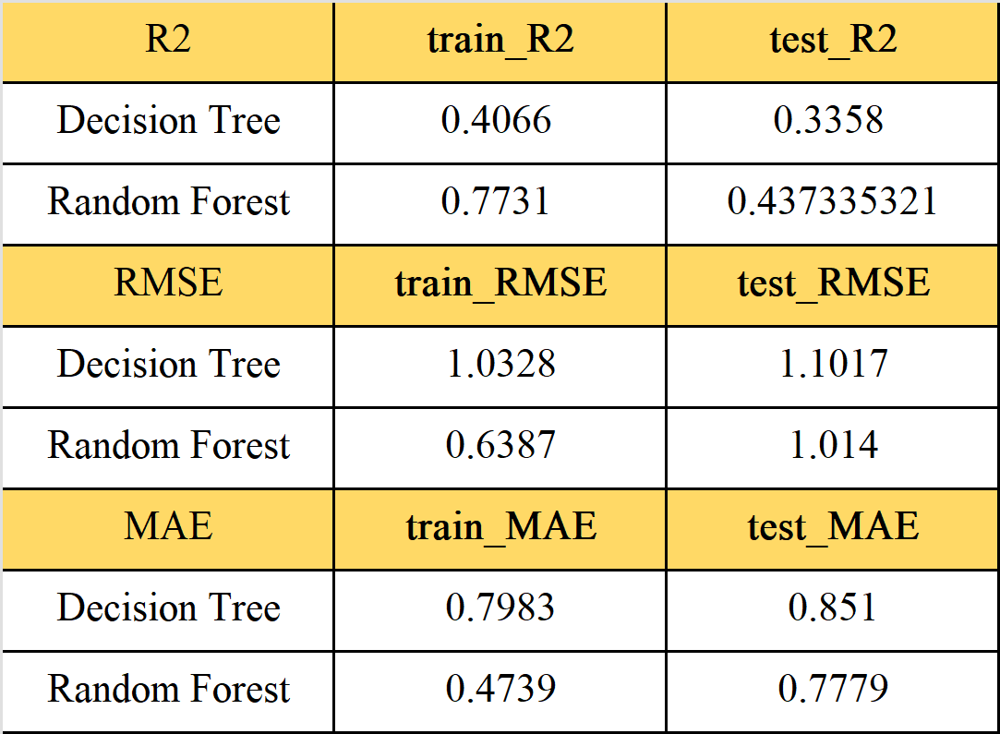 R2 train_R2 test_R2
Decision Tree 0.4066 0.3358
Random Forest 0.7731 0.437335321
RMSE train_RMSE test_RMSE
Decision Tree 1.0328 1.1017
Random Forest 0.6387 1.014
MAE train_MAE test_MAE
Decision Tree 0.7983 0.851
Random Forest 0.4739 0.7779